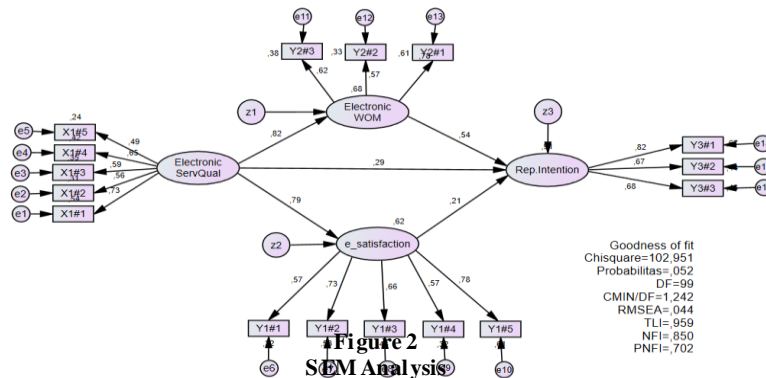 e11
e12
e13
,38
Y2#3
,33
Y2#2
,61
Y2#1
,62
,57
,78
,68
z1
Electronic
WOM
z3
,24
e5
X1#5
,49
e4
X1#4
,65
e3
X1#3
,59
e2
X1#2
,56
e1
X1#1
,73
Electronic
ServQual
,82
,54
,29
,79
,21
Rep.Intention
,82
Y3#1
,67
Y3#2
,68
Y3#3
z2
,62
e_satisfaction
,57
,73
,66
,57
,78
Y1#1
Y1#2
Y1#3
Y1#4
Y1#5
e6
e10
Goodness of fit
Chisquare=102,951
Probabilitas=,052
DF=99
CMIN/DF=1,242
RMSEA=,044
TLI=,959
NFI=,850
PNFI=,702
Figure 2
SEM Analysis